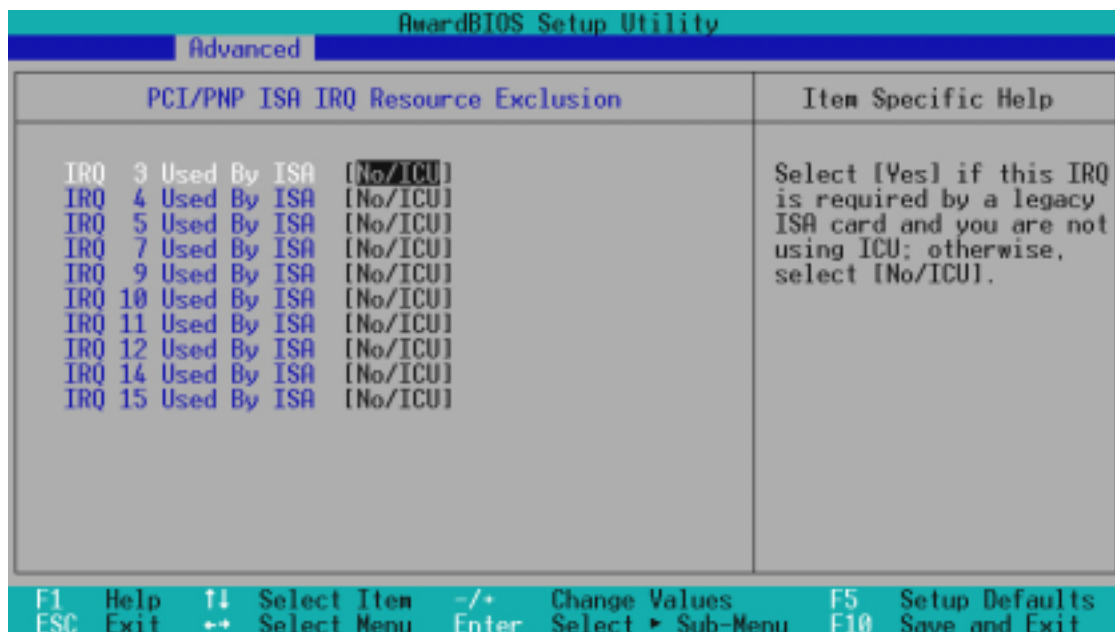 AwardBIOS Setup Utility
Advanced
PCI/PNP ISA IRQ Resource Exclusion
Item Specific Help
IRQ 3 Used By ISA [No/ICU]
IRQ 4 Used By ISA [No/ICU]
IRQ 5 Used By ISA [No/ICU]
IRQ 7 Used By ISA [No/ICU]
IRQ 9 Used By ISA [No/ICU]
IRQ 10 Used By ISA [No/ICU]
IRQ 11 Used By ISA [No/ICU]
IRQ 12 Used By ISA [No/ICU]
IRQ 14 Used By ISA [No/ICU]
IRQ 15 Used By ISA [No/ICU]
Select [Yes] if this IRQ
is required by a legacy
ISA card and you are not
using ICU; otherwise,
select [No/ICU].
F1 Help ↑↓ Select Item -/+ Change Values F5 Setup Defaults
ESC Exit ←→ Select Menu Enter Select ► Sub-Menu F10 Save and Exit